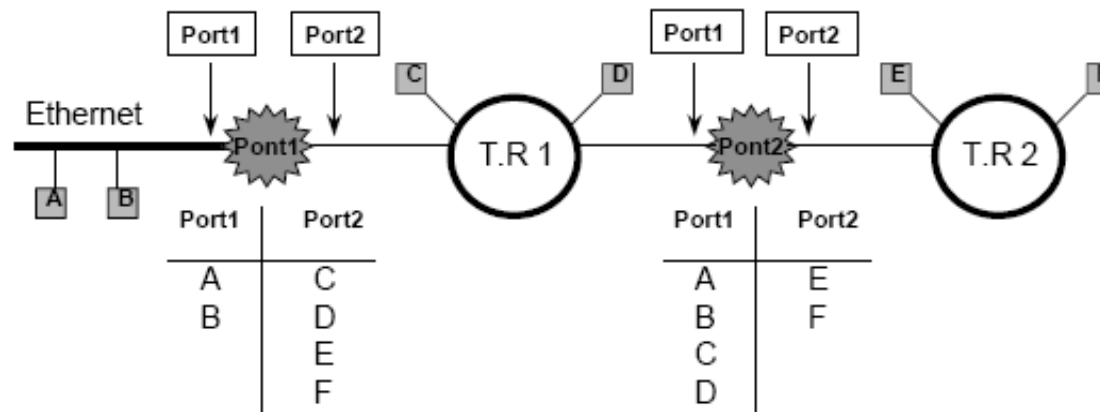 Port1 Port2 Port1 Port2
C D E
Ethernet
Pont1 T.R 1 Pont2 T.R 2
A B
Port1 Port2 Port1 Port2
A C A E
B D B F
E C
F D